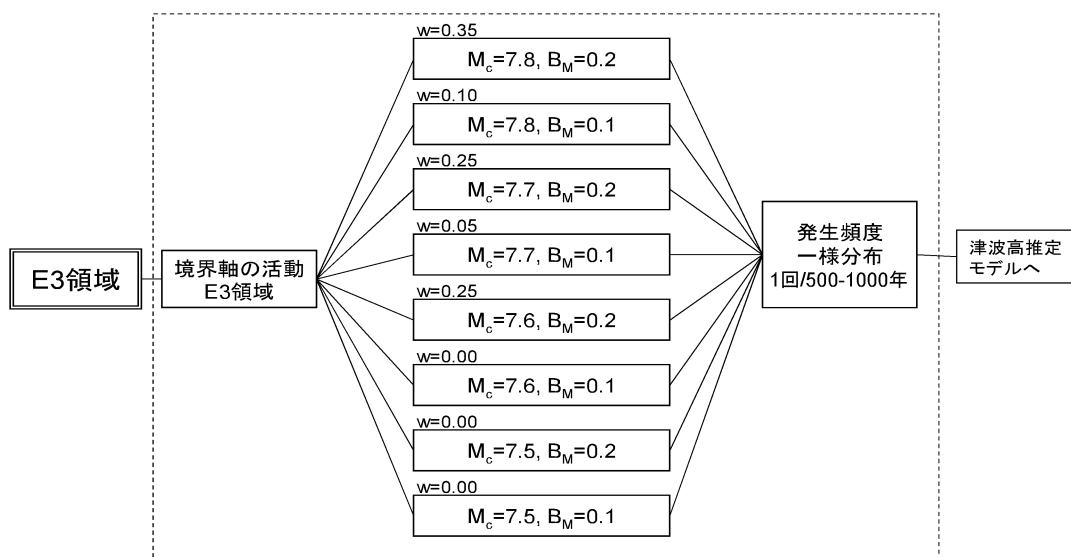 E3領域
境界軸の活動
E3領域
w=0.35
Mc=7.8, BM=0.2
w=0.10
Mc=7.8, BM=0.1
w=0.25
Mc=7.7, BM=0.2
w=0.05
Mc=7.7, BM=0.1
w=0.25
Mc=7.6, BM=0.2
w=0.00
Mc=7.6, BM=0.1
w=0.00
Mc=7.5, BM=0.2
w=0.00
Mc=7.5, BM=0.1
発生頻度
一様分布
1回/500-1000年
津波高推定
モデルへ